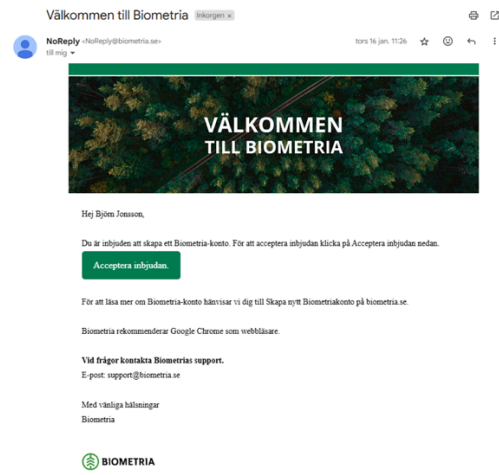 Välkommen till Biometria Inkorgen ×
NoReply <NoReply@biometria.se> tors 16 jan. 11:26
till mig
VÄLKOMMEN
TILL BIOMETRIA
Hej Björn Jonsson,
Du är inbjuden att skapa ett Biometria-konto. För att acceptera inbjudan klicka på Acceptera inbjudan nedan.
Acceptera inbjudan.
För att läsa mer om Biometria-konto hänvisar vi dig till Skapa nytt Biometriakonto på biometria.se.
Biometria rekommenderar Google Chrome som webbläsare.
Vid frågor kontakta Biometrias support.
E-post: support@biometria.se
Med vänliga hälsningar
Biometria
BIOMETRIA